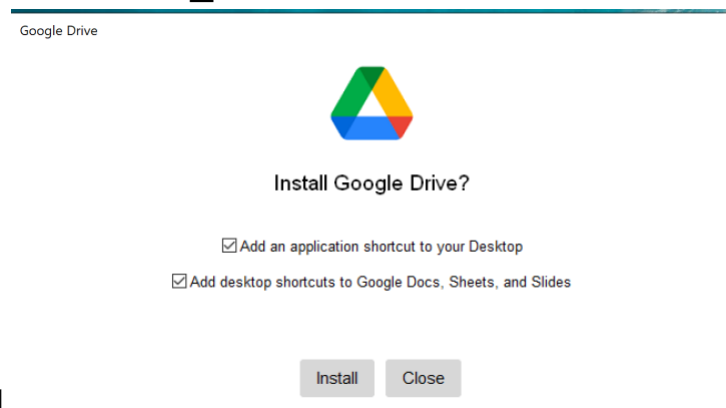 Google Drive
Install Google Drive?
Add an application shortcut to your Desktop
Add desktop shortcuts to Google Docs, Sheets, and Slides
Install Close